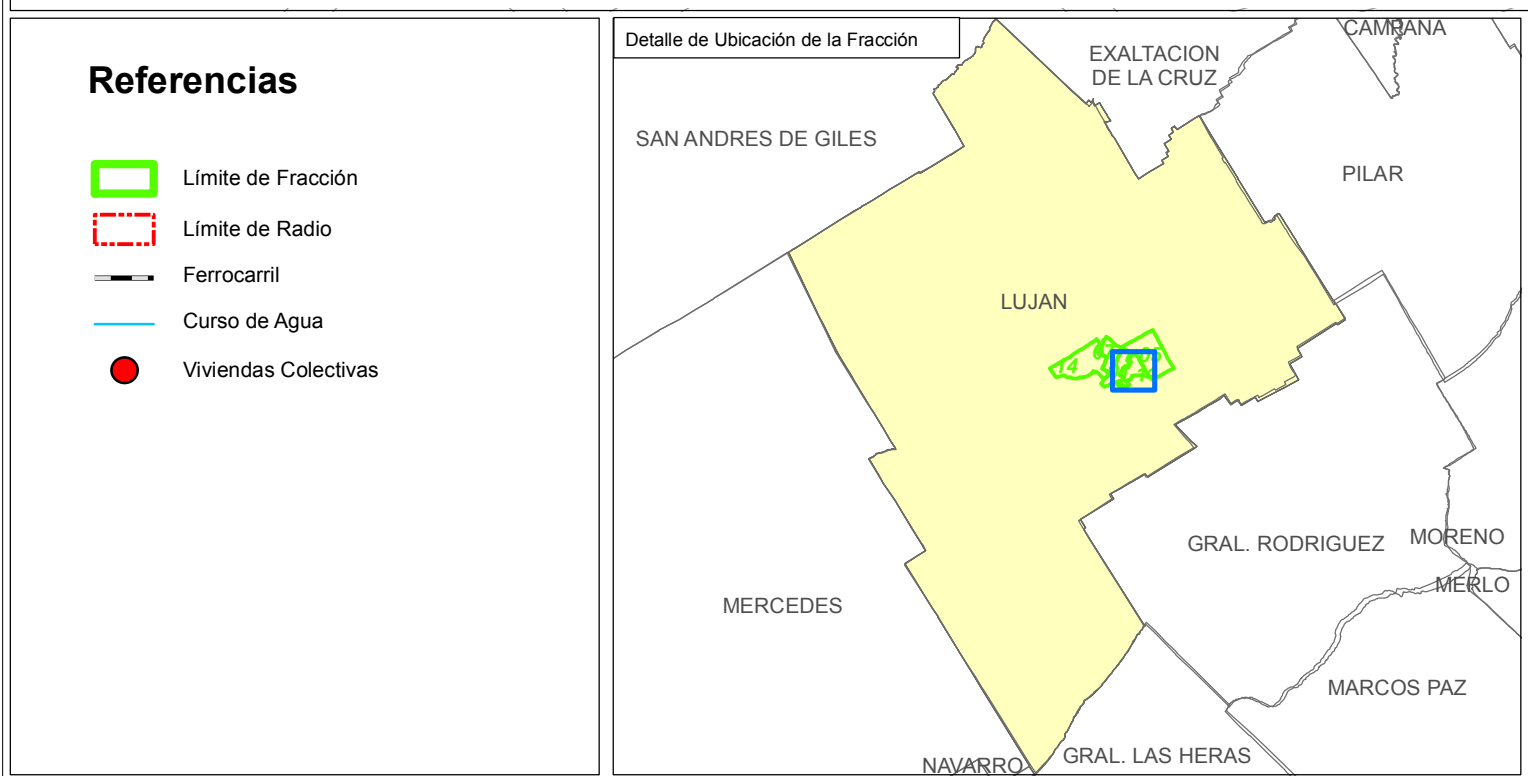 Referencias
Límite de Fracción
Límite de Radio
Ferrocarril
Curso de Agua
Viviendas Colectivas
Detalle de Ubicación de la Fracción
CAMPANA
EXALTACION
DE LA CRUZ
SAN ANDRES DE GILES
PILAR
LUJAN
14
GRAL. RODRIGUEZ
MORENO
MERLO
MERCEDES
MARCOS PAZ
GRAL. LAS HERAS
NAVARRO